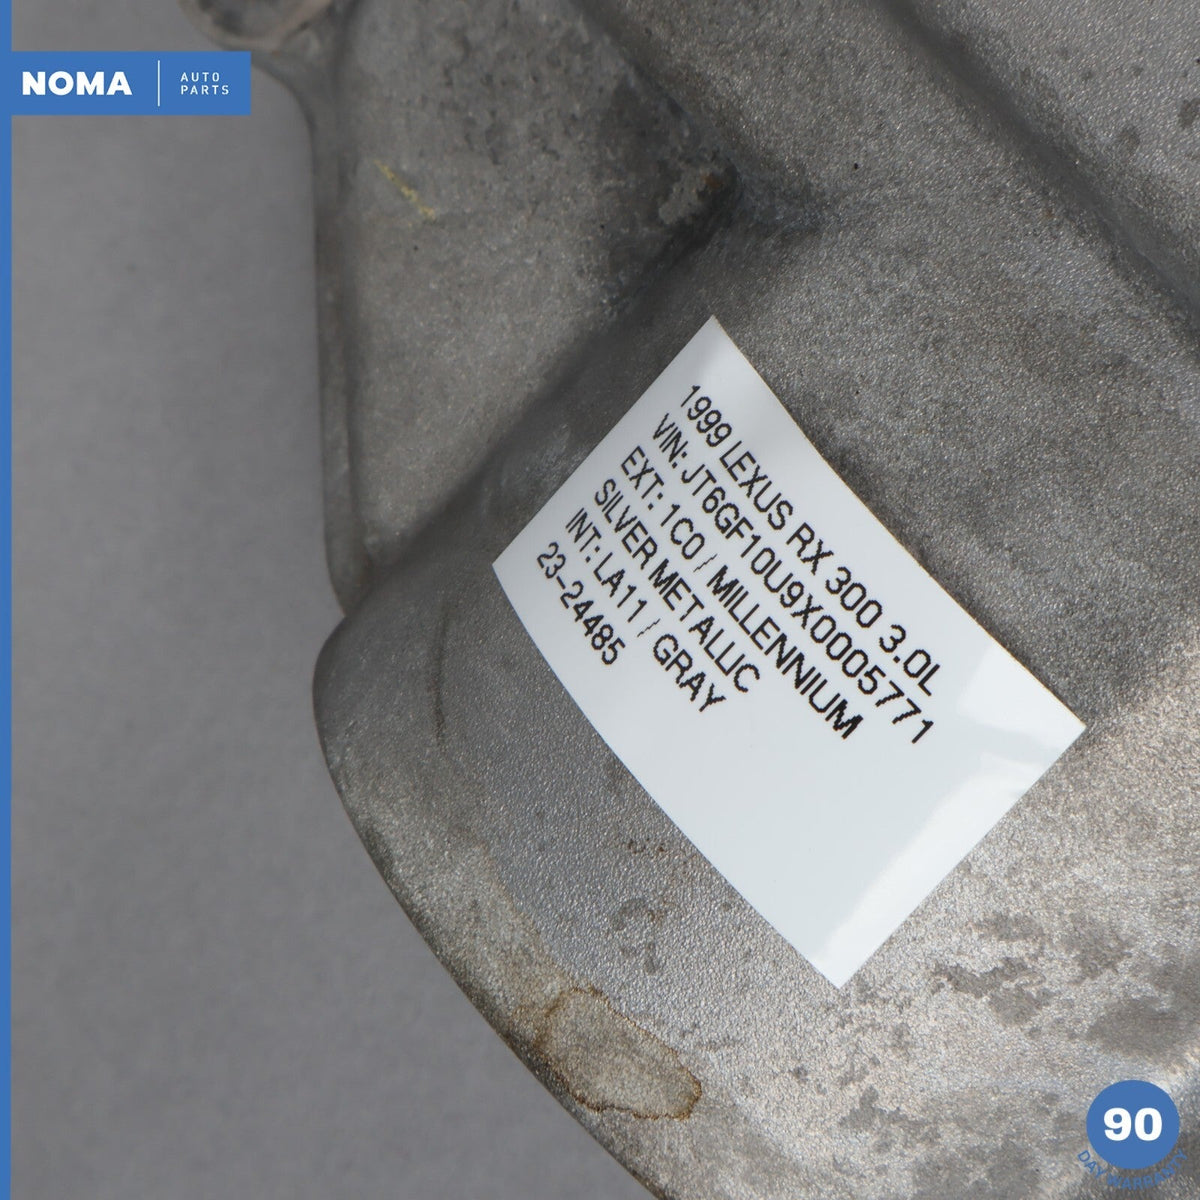 NOMA
AUTO
PARTS
1999 LEXUS RX 300 3.0L
VIN: JT6GF10U9X0005771
EXT: 1C0 / MILLENNIUM
SILVER METALLIC
INT: LA11 / GRAY
23-24485
90
DAY WARRANTY